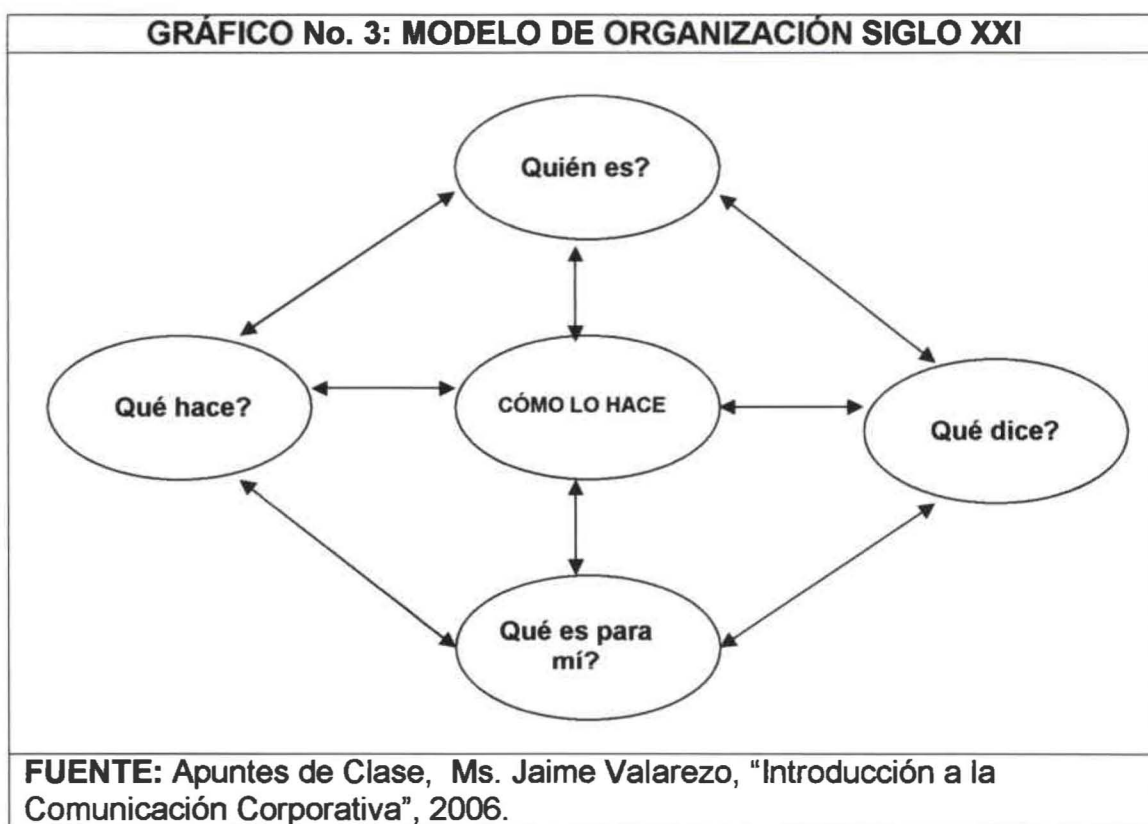 GRÁFICO No. 3: MODELO DE ORGANIZACIÓN SIGLO XXI
Quién es?
Qué hace?
CÓMO LO HACE
Qué dice?
Qué es para
mí?
FUENTE: Apuntes de Clase, Ms. Jaime Valarezo, “Introducción a la
Comunicación Corporativa”, 2006.